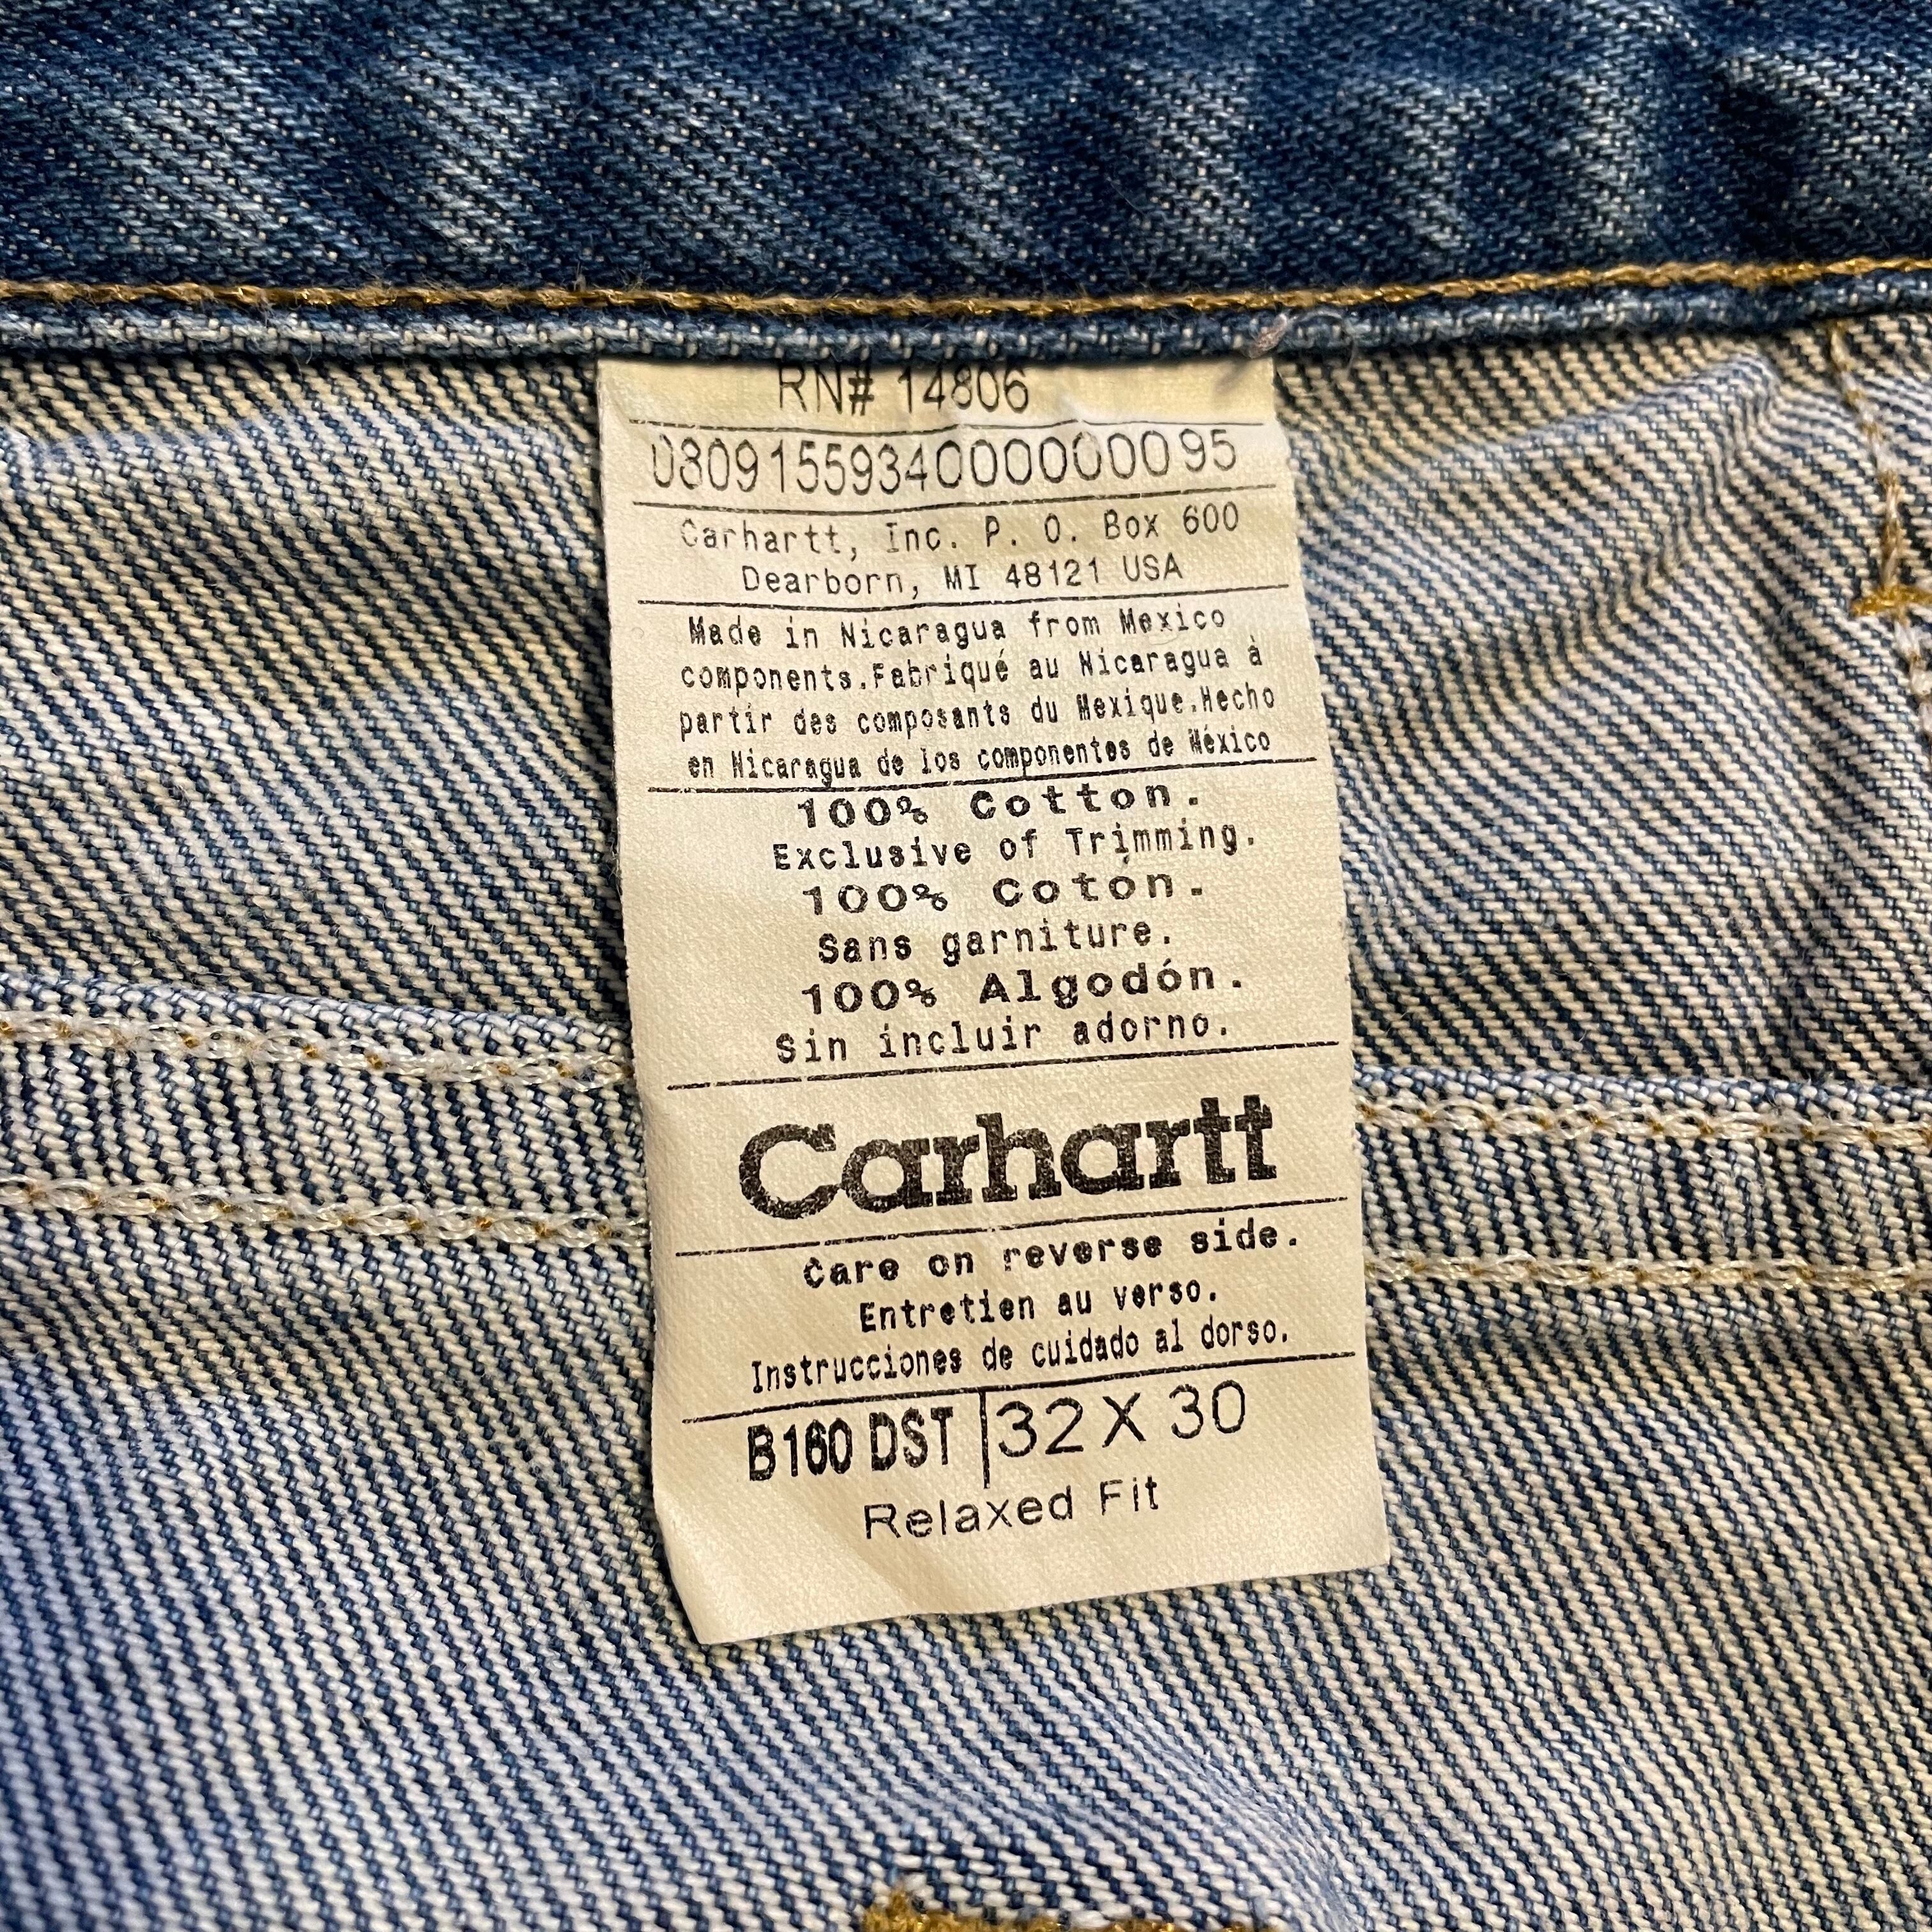 RN# 14806
08091559340000000095
Carhartt, Inc. P. O. Box 600
Dearborn, MI 48121 USA
Made in Nicaragua from Mexico
components.Fabriqué au Nicaragua à
partir des composants du Mexique.Hecho
en Nicaragua de los componentes de México
100% Cotton.
Exclusive of Trimming.
100% Coton.
Sans garniture.
100% Algodón.
Sin incluir adorno.
Carhartt
Care on reverse side.
Entretien au verso.
Instrucciones de cuidado al dorso.
B160 DST | 32 X 30
Relaxed Fit